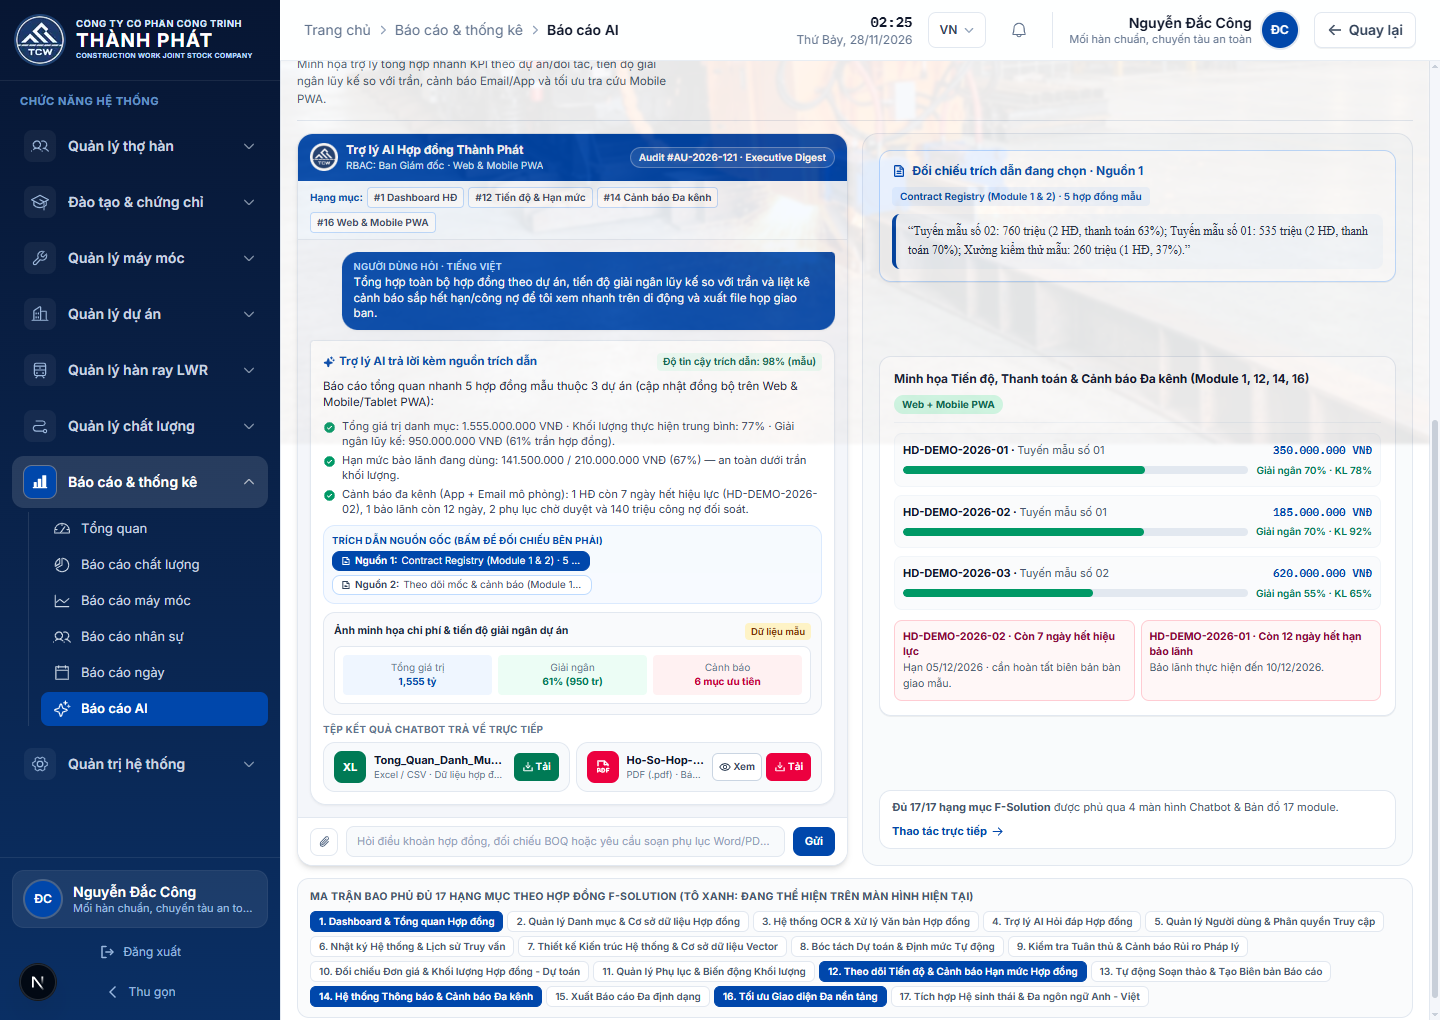 CÔNG TY CỔ PHẦN CÔNG TRÌNH
THÀNH PHÁT
CONSTRUCTION WORK JOINT STOCK COMPANY
TCW
CHỨC NĂNG HỆ THỐNG
Quản lý thợ hàn
Đào tạo & chứng chỉ
Quản lý máy móc
Quản lý dự án
Quản lý hàn ray LWR
Quản lý chất lượng
Báo cáo & thống kê
Tổng quan
Báo cáo chất lượng
Báo cáo máy móc
Báo cáo nhân sự
Báo cáo ngày
Báo cáo AI
Quản trị hệ thống
ĐC
Nguyễn Đắc Công
Mối hàn chuẩn, chuyến tàu an to...
Đăng xuất
N
Thu gọn
Trang chủ > Báo cáo & thống kê > Báo cáo AI
02:25
Thứ Bảy, 28/11/2026
VN
Nguyễn Đắc Công
Mối hàn chuẩn, chuyến tàu an toàn
ĐC
← Quay lại
Minh họa trợ lý tổng hợp nhanh KPI theo dự án/đối tác, tiến độ giải
ngân lũy kế so với trần, cảnh báo Email/App và tối ưu tra cứu Mobile
PWA.
TCW
Trợ lý AI Hợp đồng Thành Phát
RBAC: Ban Giám đốc · Web & Mobile PWA
Audit #AU-2026-121 · Executive Digest
Hạng mục: #1 Dashboard HĐ #12 Tiến độ & Hạn mức #14 Cảnh báo Đa kênh
#16 Web & Mobile PWA
NGƯỜI DÙNG HỎI · TIẾNG VIỆT
Tổng hợp toàn bộ hợp đồng theo dự án, tiến độ giải ngân lũy kế so với trần và liệt kê
cảnh báo sắp hết hạn/công nợ để tôi xem nhanh trên di động và xuất file họp giao
ban.
Trợ lý AI trả lời kèm nguồn trích dẫn
Độ tin cậy trích dẫn: 98% (mẫu)
Báo cáo tổng quan nhanh 5 hợp đồng mẫu thuộc 3 dự án (cập nhật đồng bộ trên Web &
Mobile/Tablet PWA):
Tổng giá trị danh mục: 1.555.000.000 VNĐ · Khối lượng thực hiện trung bình: 77% · Giải
ngân lũy kế: 950.000.000 VNĐ (61% trần hợp đồng).
Hạn mức bảo lãnh đang dùng: 141.500.000 / 210.000.000 VNĐ (67%) — an toàn dưới trần
khối lượng.
Cảnh báo đa kênh (App + Email mô phỏng): 1 HĐ còn 7 ngày hết hiệu lực (HD-DEMO-2026-
02), 1 bảo lãnh còn 12 ngày, 2 phụ lục chờ duyệt và 140 triệu công nợ đối soát.
TRÍCH DẪN NGUỒN GỐC (BẤM ĐỂ ĐỐI CHIẾU BÊN PHẢI)
Nguồn 1: Contract Registry (Module 1 & 2) · 5 ...
Nguồn 2: Theo dõi mốc & cảnh báo (Module 1...
Ảnh minh họa chi phí & tiến độ giải ngân dự án
Dữ liệu mẫu
Tổng giá trị
1,555 tỷ
Giải ngân
61% (950 tr)
Cảnh báo
6 mục ưu tiên
TỆP KẾT QUẢ CHATBOT TRẢ VỀ TRỰC TIẾP
XL
Tong_Quan_Danh_Mu...
Excel / CSV · Dữ liệu hợp đ...
Tải
PDF
Ho-So-Hop-...
PDF (.pdf) · Bả...
Xem
Tải
Hỏi điều khoản hợp đồng, đối chiếu BOQ hoặc yêu cầu soạn phụ lục Word/PD...
Gửi
Đối chiếu trích dẫn đang chọn · Nguồn 1
Contract Registry (Module 1 & 2) · 5 hợp đồng mẫu
“Tuyến mẫu số 02: 760 triệu (2 HĐ, thanh toán 63%); Tuyến mẫu số 01: 535 triệu (2 HĐ, thanh
toán 70%); Xưởng kiểm thử mẫu: 260 triệu (1 HĐ, 37%).”
Minh họa Tiến độ, Thanh toán & Cảnh báo Đa kênh (Module 1, 12, 14, 16)
Web + Mobile PWA
HD-DEMO-2026-01 · Tuyến mẫu số 01
350.000.000 VNĐ
Giải ngân 70% · KL 78%
HD-DEMO-2026-02 · Tuyến mẫu số 01
185.000.000 VNĐ
Giải ngân 70% · KL 92%
HD-DEMO-2026-03 · Tuyến mẫu số 02
620.000.000 VNĐ
Giải ngân 55% · KL 65%
HD-DEMO-2026-02 · Còn 7 ngày hết hiệu
lực
Hạn 05/12/2026 · cần hoàn tất biên bản bàn
giao mẫu.
HD-DEMO-2026-01 · Còn 12 ngày hết hạn
bảo lãnh
Bảo lãnh thực hiện đến 10/12/2026.
Đủ 17/17 hạng mục F-Solution được phủ qua 4 màn hình Chatbot & Bản đồ 17 module.
Thao tác trực tiếp →
MA TRẬN BAO PHỦ ĐỦ 17 HẠNG MỤC THEO HỢP ĐỒNG F-SOLUTION (TÔ XANH: ĐANG THỂ HIỆN TRÊN MÀN HÌNH HIỆN TẠI)
1. Dashboard & Tổng quan Hợp đồng 2. Quản lý Danh mục & Cơ sở dữ liệu Hợp đồng 3. Hệ thống OCR & Xử lý Văn bản Hợp đồng 4. Trợ lý AI Hỏi đáp Hợp đồng 5. Quản lý Người dùng & Phân quyền Truy cập
6. Nhật ký Hệ thống & Lịch sử Truy vấn 7. Thiết kế Kiến trúc Hệ thống & Cơ sở dữ liệu Vector 8. Bóc tách Dự toán & Định mức Tự động 9. Kiểm tra Tuân thủ & Cảnh báo Rủi ro Pháp lý
10. Đối chiếu Đơn giá & Khối lượng Hợp đồng - Dự toán 11. Quản lý Phụ lục & Biến động Khối lượng 12. Theo dõi Tiến độ & Cảnh báo Hạn mức Hợp đồng 13. Tự động Soạn thảo & Tạo Biên bản Báo cáo
14. Hệ thống Thông báo & Cảnh báo Đa kênh 15. Xuất Báo cáo Đa định dạng 16. Tối ưu Giao diện Đa nền tảng 17. Tích hợp Hệ sinh thái & Đa ngôn ngữ Anh - Việt